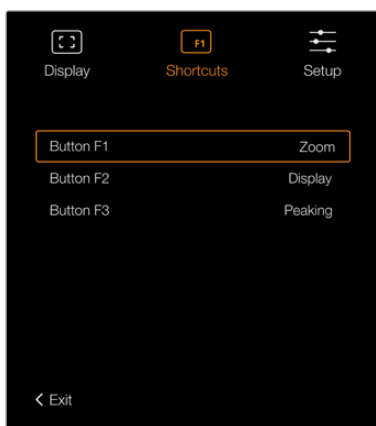 F1
Display Shortcuts Setup
Button F1 Zoom
Button F2 Display
Button F3 Peaking
Exit